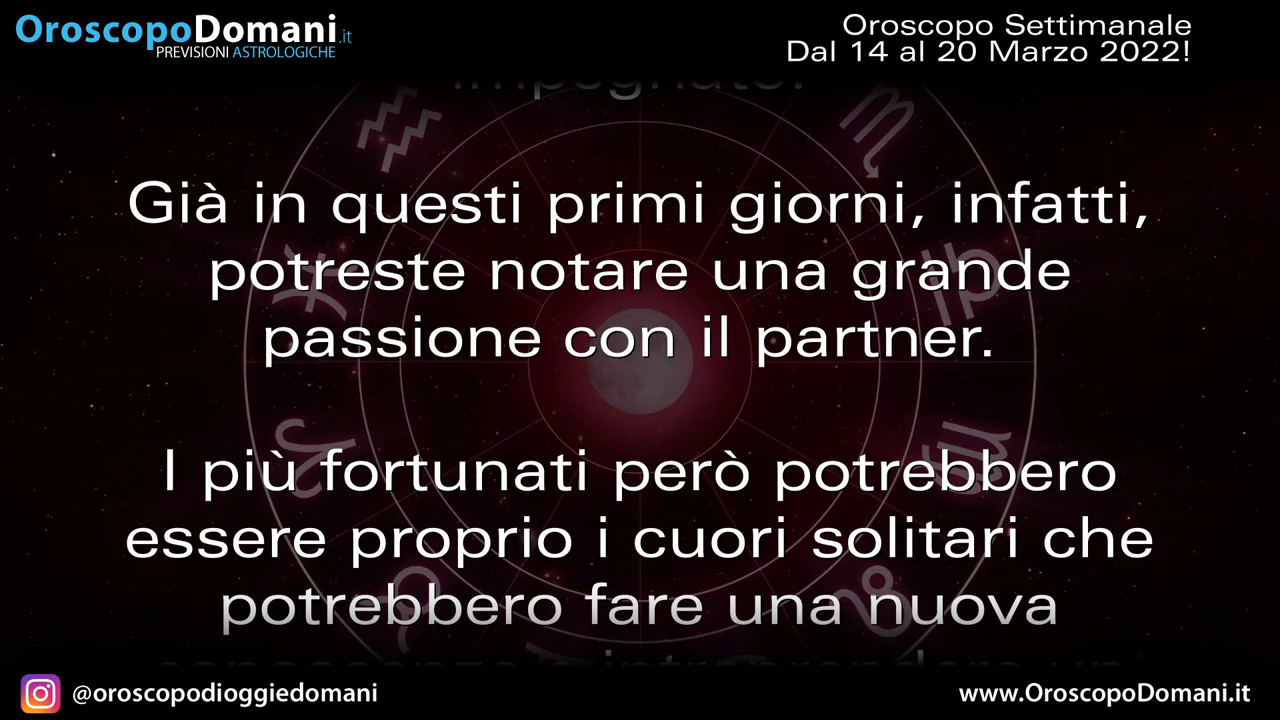 OroscopoDomani.it
PREVISIONI ASTROLOGICHE
Oroscopo Settimanale
Dal 14 al 20 Marzo 2022!
Già in questi primi giorni, infatti,
potreste notare una grande
passione con il partner.
I più fortunati però potrebbero
essere proprio i cuori solitari che
potrebbero fare una nuova
@oroscopodioggiedomani
www.OroscopoDomani.it